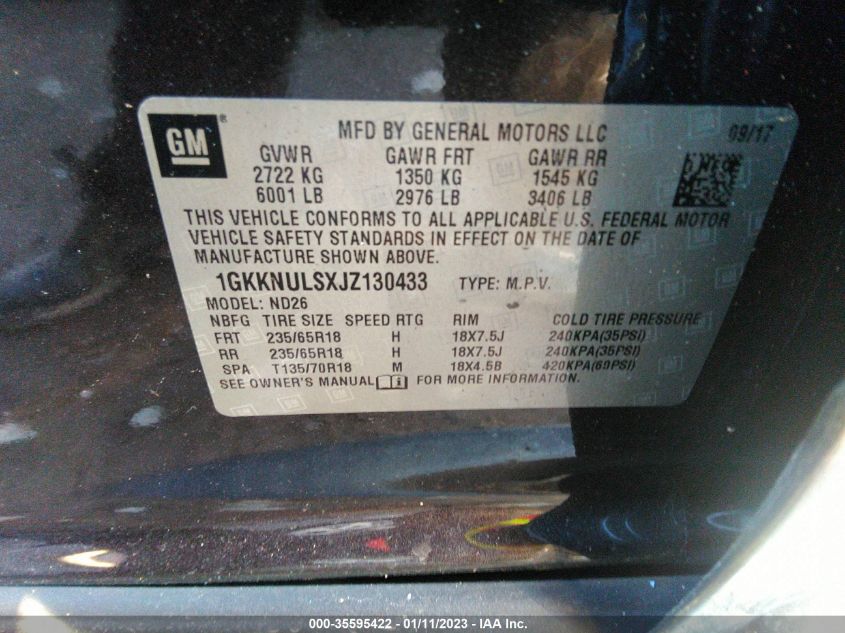 GM ®
MFD BY GENERAL MOTORS LLC 09/17
GVWR GAWR FRT GAWR RR
2722 KG 1350 KG 1545 KG
6001 LB 2976 LB 3406 LB
THIS VEHICLE CONFORMS TO ALL APPLICABLE U.S. FEDERAL MOTOR
VEHICLE SAFETY STANDARDS IN EFFECT ON THE DATE OF
MANUFACTURE SHOWN ABOVE.
1GKKNULSXJZ130433 TYPE: M.P.V.
MODEL: ND26
NBFG TIRE SIZE SPEED RTG RIM COLD TIRE PRESSURE
FRT 235/65R18 H 18X7.5J 240KPA(35PSI)
RR 235/65R18 H 18X7.5J 240KPA(35PSI)
SPA T135/70R18 M 18X4.5B 420KPA(60PSI)
SEE OWNER'S MANUAL FOR MORE INFORMATION.
000-35595422 - 01/11/2023 - IAA Inc.